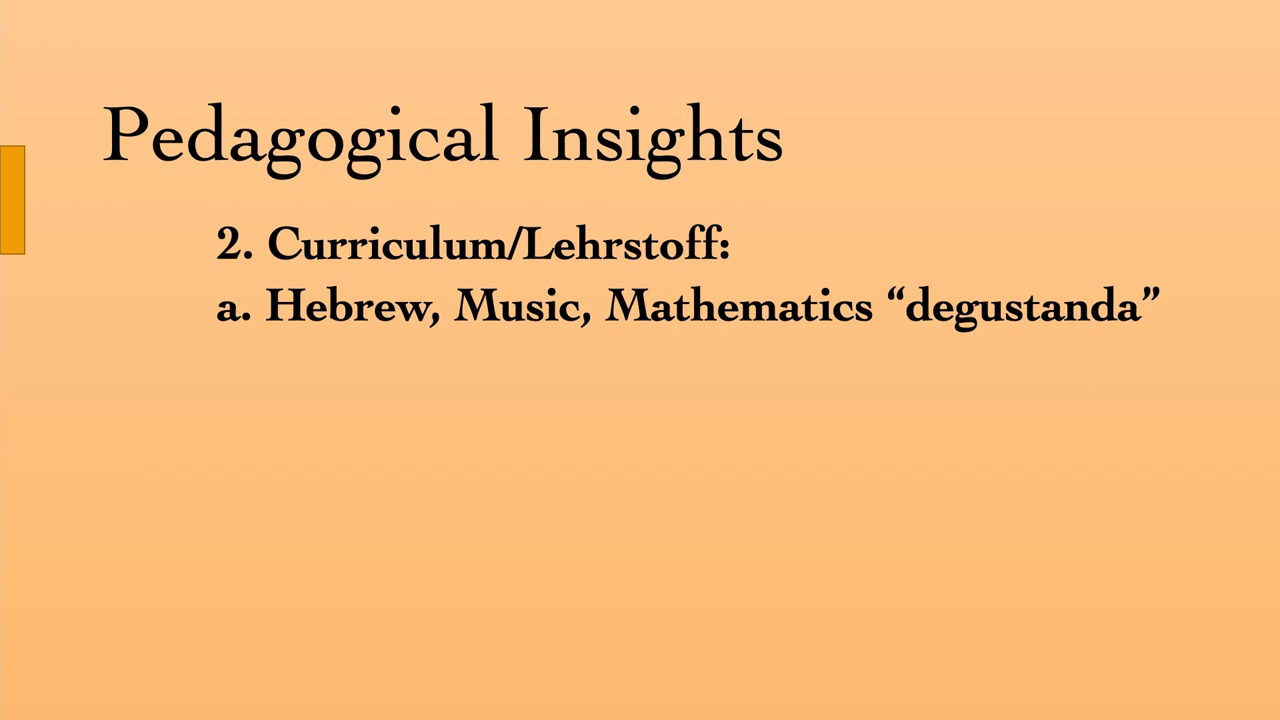 Pedagogical Insights
2. Curriculum/Lehrstoff:
a. Hebrew, Music, Mathematics “degustanda”